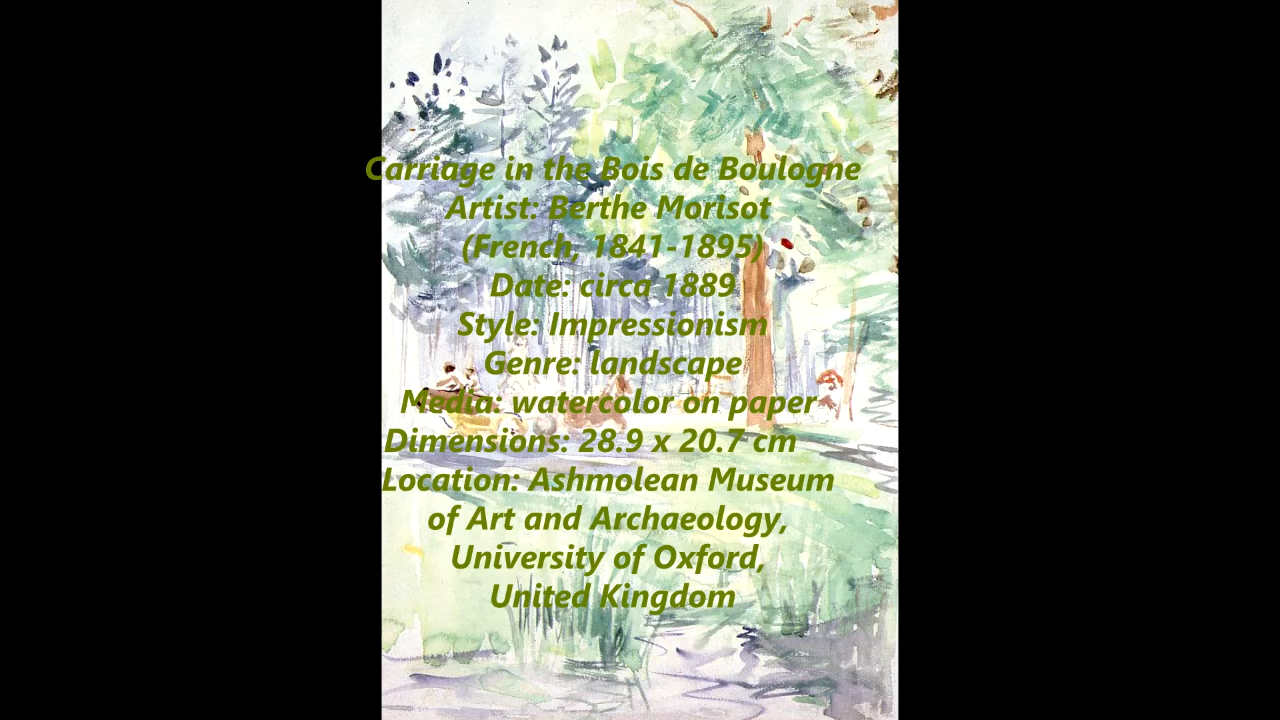 Carriage in the Bois de Boulogne
Artist: Berthe Morisot
(French, 1841-1895)
Date: circa 1889
Style: Impressionism
Genre: landscape
Media: watercolor on paper
Dimensions: 28.9 x 20.7 cm
Location: Ashmolean Museum
of Art and Archaeology,
University of Oxford,
United Kingdom